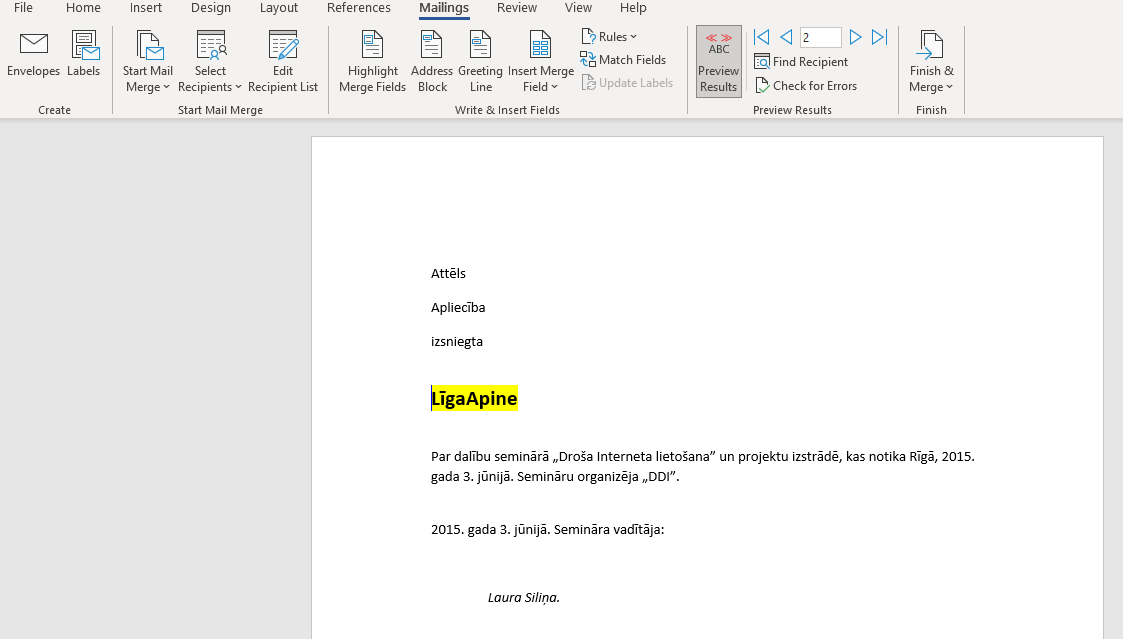 File Home Insert Design Layout References Mailings Review View Help
Envelopes Labels
Create
Start Mail Merge
Select Recipients
Edit Recipient List
Start Mail Merge
Highlight Merge Fields
Address Block
Greeting Line
Insert Merge Field
Rules
Match Fields
Update Labels
Write & Insert Fields
ABC
Preview Results
2
Find Recipient
Check for Errors
Preview Results
Finish & Merge
Finish
Attēls
Apliecība
izsniegta
LīgaApine
Par dalību seminārā „Droša Interneta lietošana” un projektu izstrādē, kas notika Rīgā, 2015.
gada 3. jūnijā. Semināru organizēja „DDI”.
2015. gada 3. jūnijā. Semināra vadītāja:
Laura Siliņa.